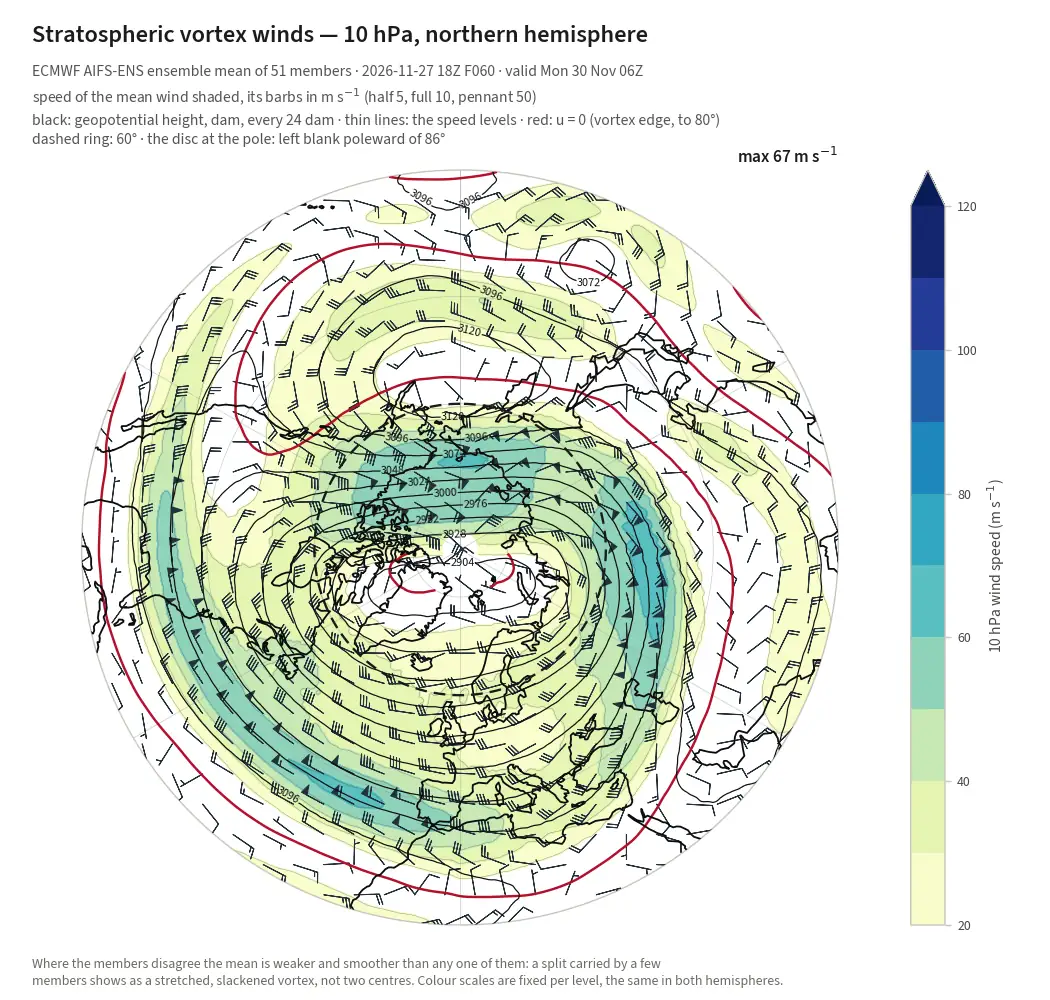 Stratospheric vortex winds — 10 hPa, northern hemisphere
ECMWF AIFS-ENS ensemble mean of 51 members · 2026-11-27 18Z F060 · valid Mon 30 Nov 06Z
speed of the mean wind shaded, its barbs in m s⁻¹ (half 5, full 10, pennant 50)
black: geopotential height, dam, every 24 dam · thin lines: the speed levels · red: u = 0 (vortex edge, to 80°)
dashed ring: 60° · the disc at the pole: left blank poleward of 86°
max 67 m s⁻¹
3096
3096
3072
3096
3120
3120
3096
3096
3072
3048
3024
3000
2976
2952
2928
2904
3096
120
100
80
60
40
20
10 hPa wind speed (m s⁻¹)
Where the members disagree the mean is weaker and smoother than any one of them: a split carried by a few
members shows as a stretched, slackened vortex, not two centres. Colour scales are fixed per level, the same in both hemispheres.